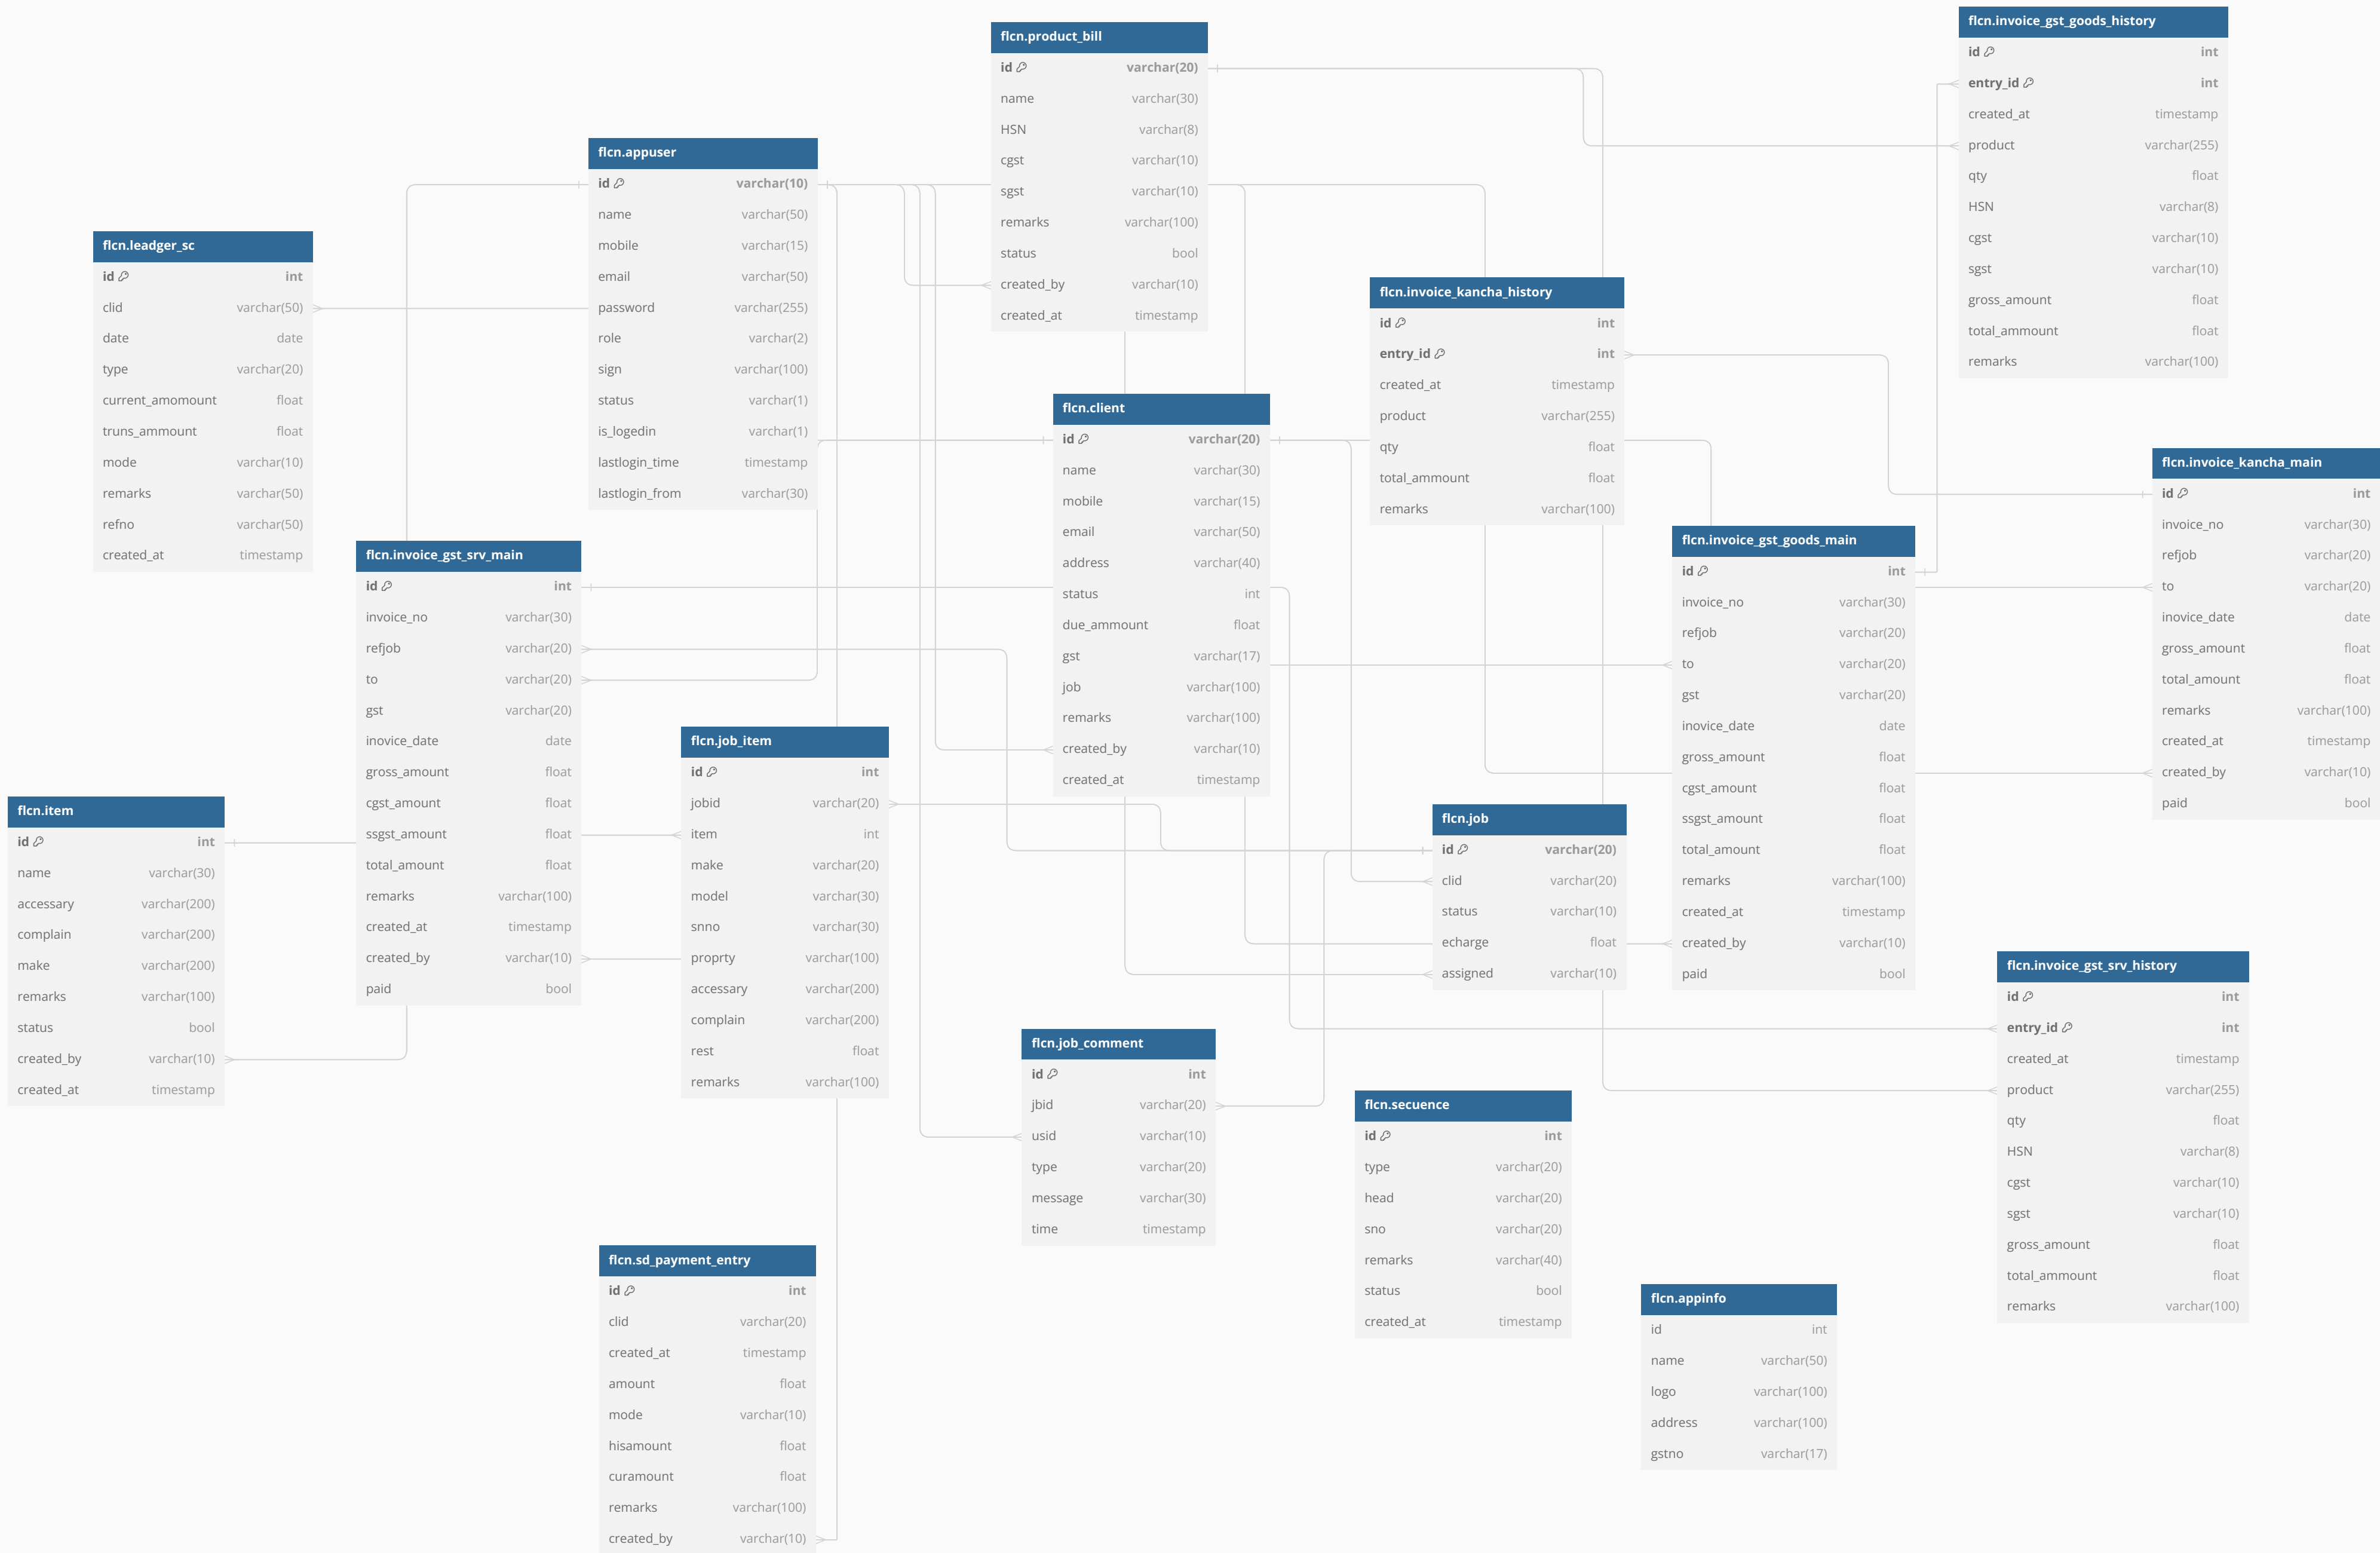 flcn.product_bill
id varchar(20)
name varchar(30)
HSN varchar(8)
cgst varchar(10)
sgst varchar(10)
remarks varchar(100)
status bool
created_by varchar(10)
created_at timestamp
flcn.invoice_gst_goods_history
id int
entry_id int
created_at timestamp
product varchar(255)
qty float
HSN varchar(8)
cgst varchar(10)
sgst varchar(10)
gross_amount float
total_ammount float
remarks varchar(100)
flcn.appuser
id varchar(10)
name varchar(50)
mobile varchar(15)
email varchar(50)
password varchar(255)
role varchar(2)
sign varchar(100)
status varchar(1)
is_logedin varchar(1)
lastlogin_time timestamp
lastlogin_from varchar(30)
flcn.leadger_sc
id int
clid varchar(50)
date date
type varchar(20)
current_amomount float
truns_ammount float
mode varchar(10)
remarks varchar(50)
refno varchar(50)
created_at timestamp
flcn.invoice_kancha_history
id int
entry_id int
created_at timestamp
product varchar(255)
qty float
total_ammount float
remarks varchar(100)
flcn.client
id varchar(20)
name varchar(30)
mobile varchar(15)
email varchar(50)
address varchar(40)
status int
due_ammount float
gst varchar(17)
job varchar(100)
remarks varchar(100)
created_by varchar(10)
created_at timestamp
flcn.invoice_kancha_main
id int
invoice_no varchar(30)
refjob varchar(20)
to varchar(20)
inovice_date date
gross_amount float
total_amount float
remarks varchar(100)
created_at timestamp
created_by varchar(10)
paid bool
flcn.invoice_gst_goods_main
id int
invoice_no varchar(30)
refjob varchar(20)
to varchar(20)
gst varchar(20)
inovice_date date
gross_amount float
cgst_amount float
ssgst_amount float
total_amount float
remarks varchar(100)
created_at timestamp
created_by varchar(10)
paid bool
flcn.invoice_gst_srv_main
id int
invoice_no varchar(30)
refjob varchar(20)
to varchar(20)
gst varchar(20)
inovice_date date
gross_amount float
cgst_amount float
ssgst_amount float
total_amount float
remarks varchar(100)
created_at timestamp
created_by varchar(10)
paid bool
flcn.job_item
id int
jobid varchar(20)
item int
make varchar(20)
model varchar(30)
snno varchar(30)
proprty varchar(100)
accessary varchar(200)
complain varchar(200)
rest float
remarks varchar(100)
flcn.item
id int
name varchar(30)
accessary varchar(200)
complain varchar(200)
make varchar(200)
remarks varchar(100)
status bool
created_by varchar(10)
created_at timestamp
flcn.job
id varchar(20)
clid varchar(20)
status varchar(10)
echarge float
assigned varchar(10)
flcn.invoice_gst_srv_history
id int
entry_id int
created_at timestamp
product varchar(255)
qty float
HSN varchar(8)
cgst varchar(10)
sgst varchar(10)
gross_amount float
total_ammount float
remarks varchar(100)
flcn.job_comment
id int
jbid varchar(20)
usid varchar(10)
type varchar(20)
message varchar(30)
time timestamp
flcn.secuence
id int
type varchar(20)
head varchar(20)
sno varchar(20)
remarks varchar(40)
status bool
created_at timestamp
flcn.sd_payment_entry
id int
clid varchar(20)
created_at timestamp
amount float
mode varchar(10)
hisamount float
curamount float
remarks varchar(100)
created_by varchar(10)
flcn.appinfo
id int
name varchar(50)
logo varchar(100)
address varchar(100)
gstno varchar(17)